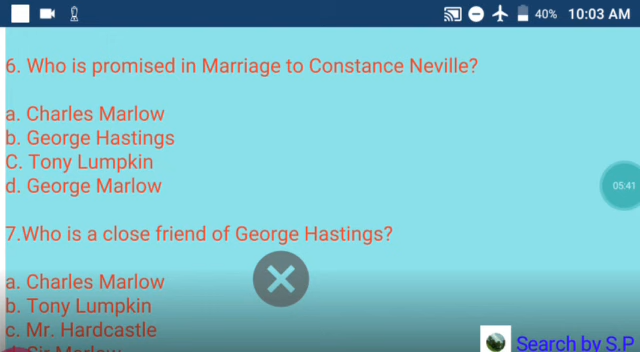 40% 10:03 AM
6. Who is promised in Marriage to Constance Neville?
a. Charles Marlow
b. George Hastings
C. Tony Lumpkin
d. George Marlow
05:41
7.Who is a close friend of George Hastings?
a. Charles Marlow
b. Tony Lumpkin
c. Mr. Hardcastle
Sir Marlow
Search by S.P